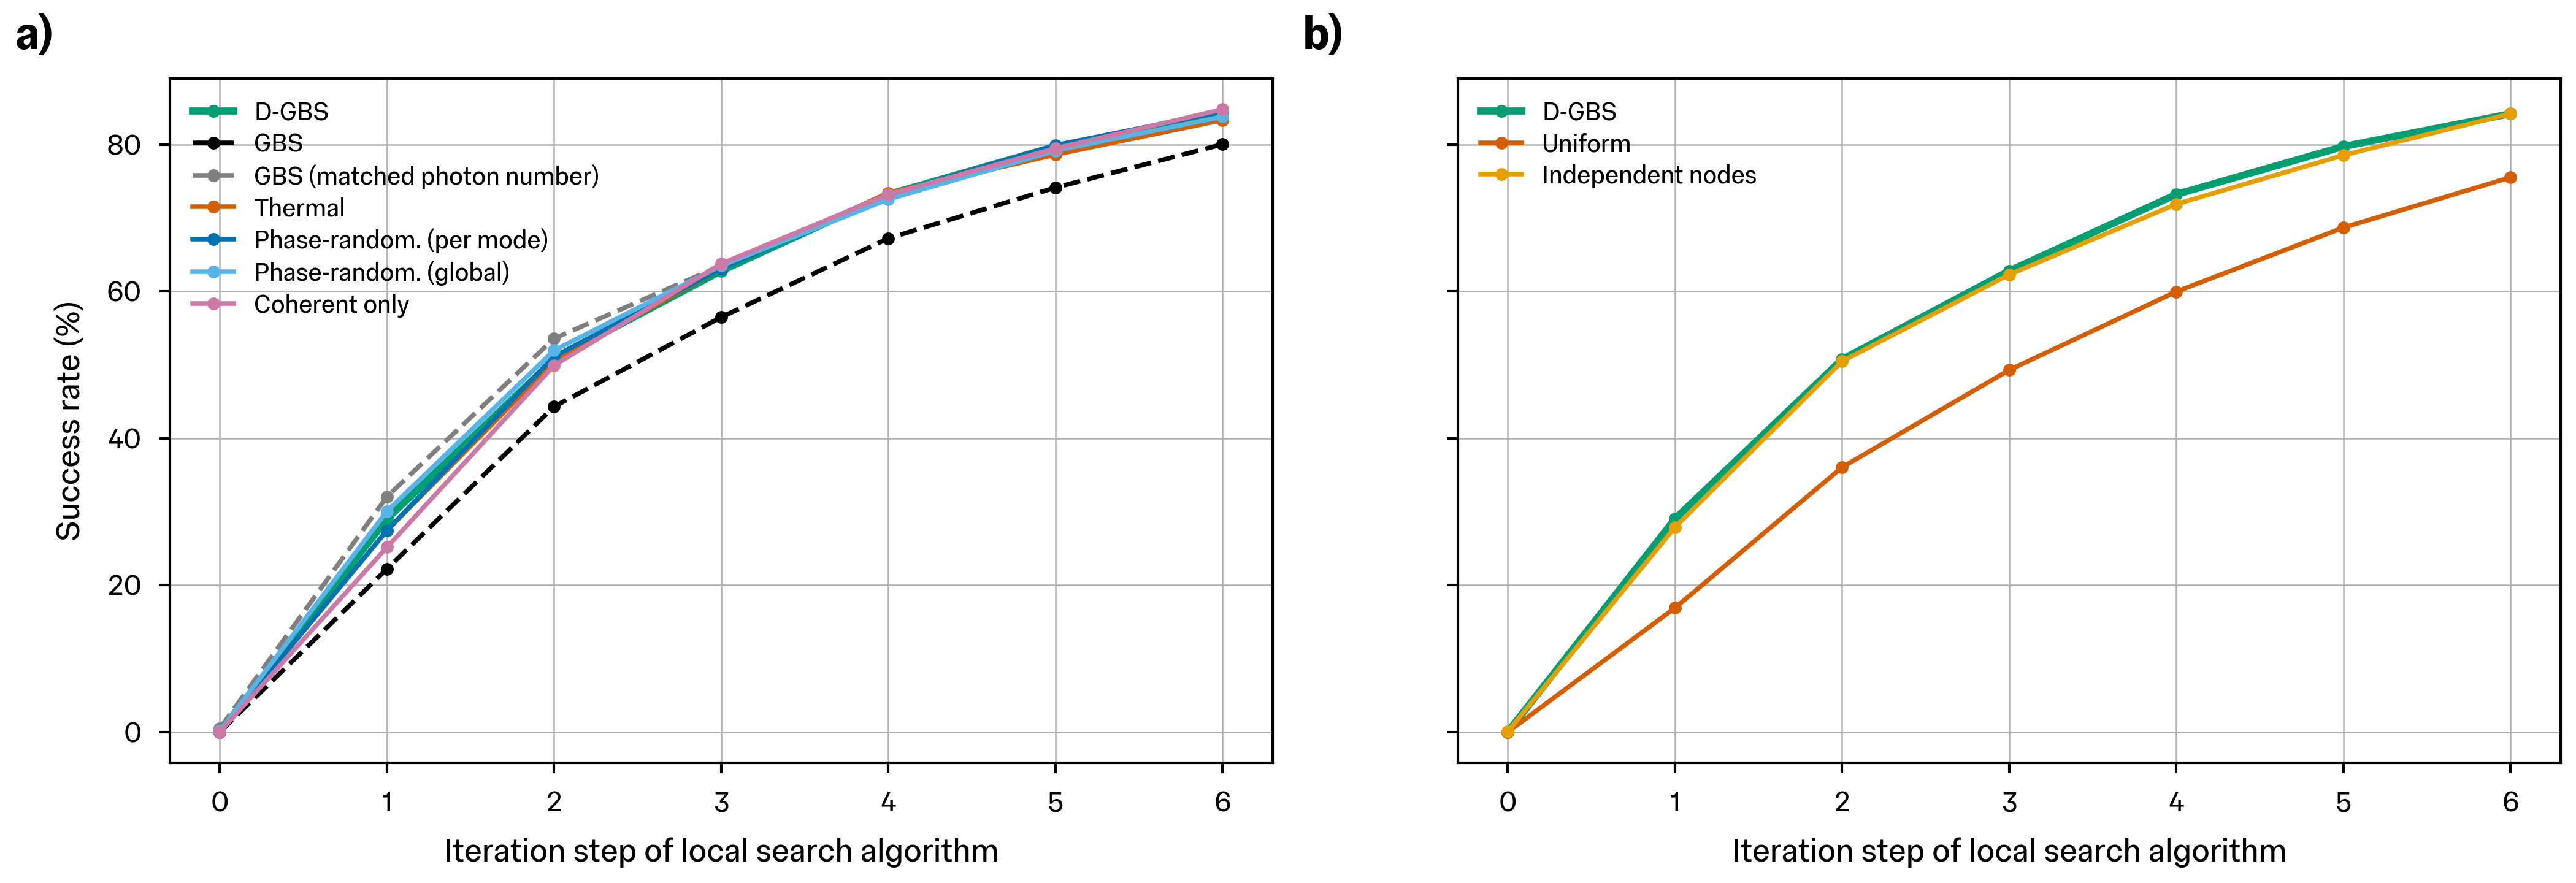 a)
D-GBS
GBS
GBS (matched photon number)
Thermal
Phase-random. (per mode)
Phase-random. (global)
Coherent only
Success rate (%)
80
60
40
20
0
0 1 2 3 4 5 6
Iteration step of local search algorithm
b)
D-GBS
Uniform
Independent nodes
0 1 2 3 4 5 6
Iteration step of local search algorithm